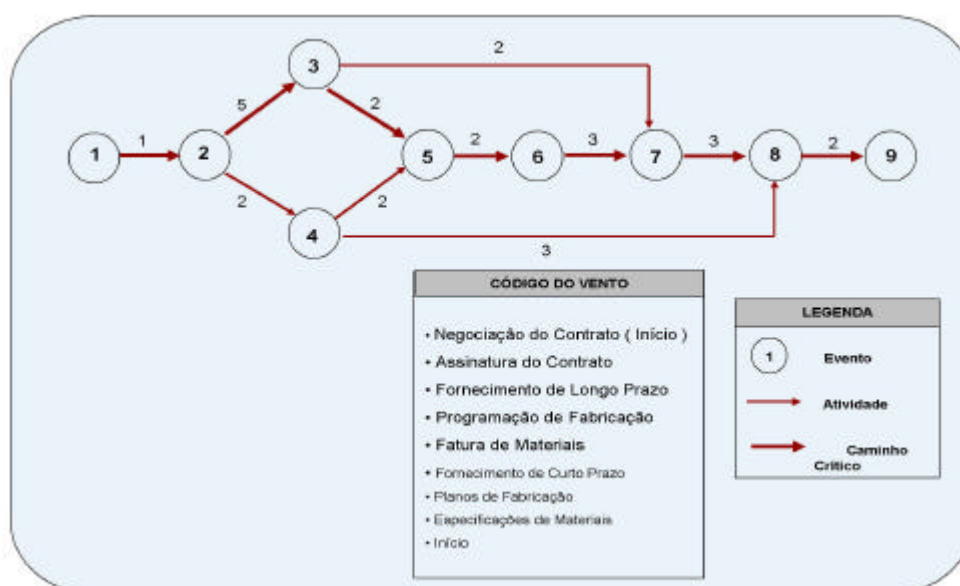 2
3
5
2
1
1
2
5
2
6
3
7
3
8
2
9
2
2
4
3
CÓDIGO DO VENTO
• Negociação do Contrato ( Início )
• Assinatura do Contrato
• Fornecimento de Longo Prazo
• Programação de Fabricação
• Fatura de Materiais
• Fornecimento de Curto Prazo
• Planos de Fabricação
• Especificações de Materiais
• Início
LEGENDA
1 Evento
Atividade
Caminho
Crítico